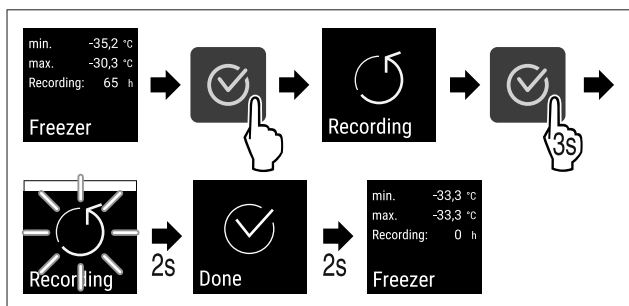 min. -35,2 °C
max. -30,3 °C
Recording: 65 h
Freezer
Recording
3s
Recording
2s
Done
2s
min. -33,3 °C
max. -33,3 °C
Recording: 0 h
Freezer